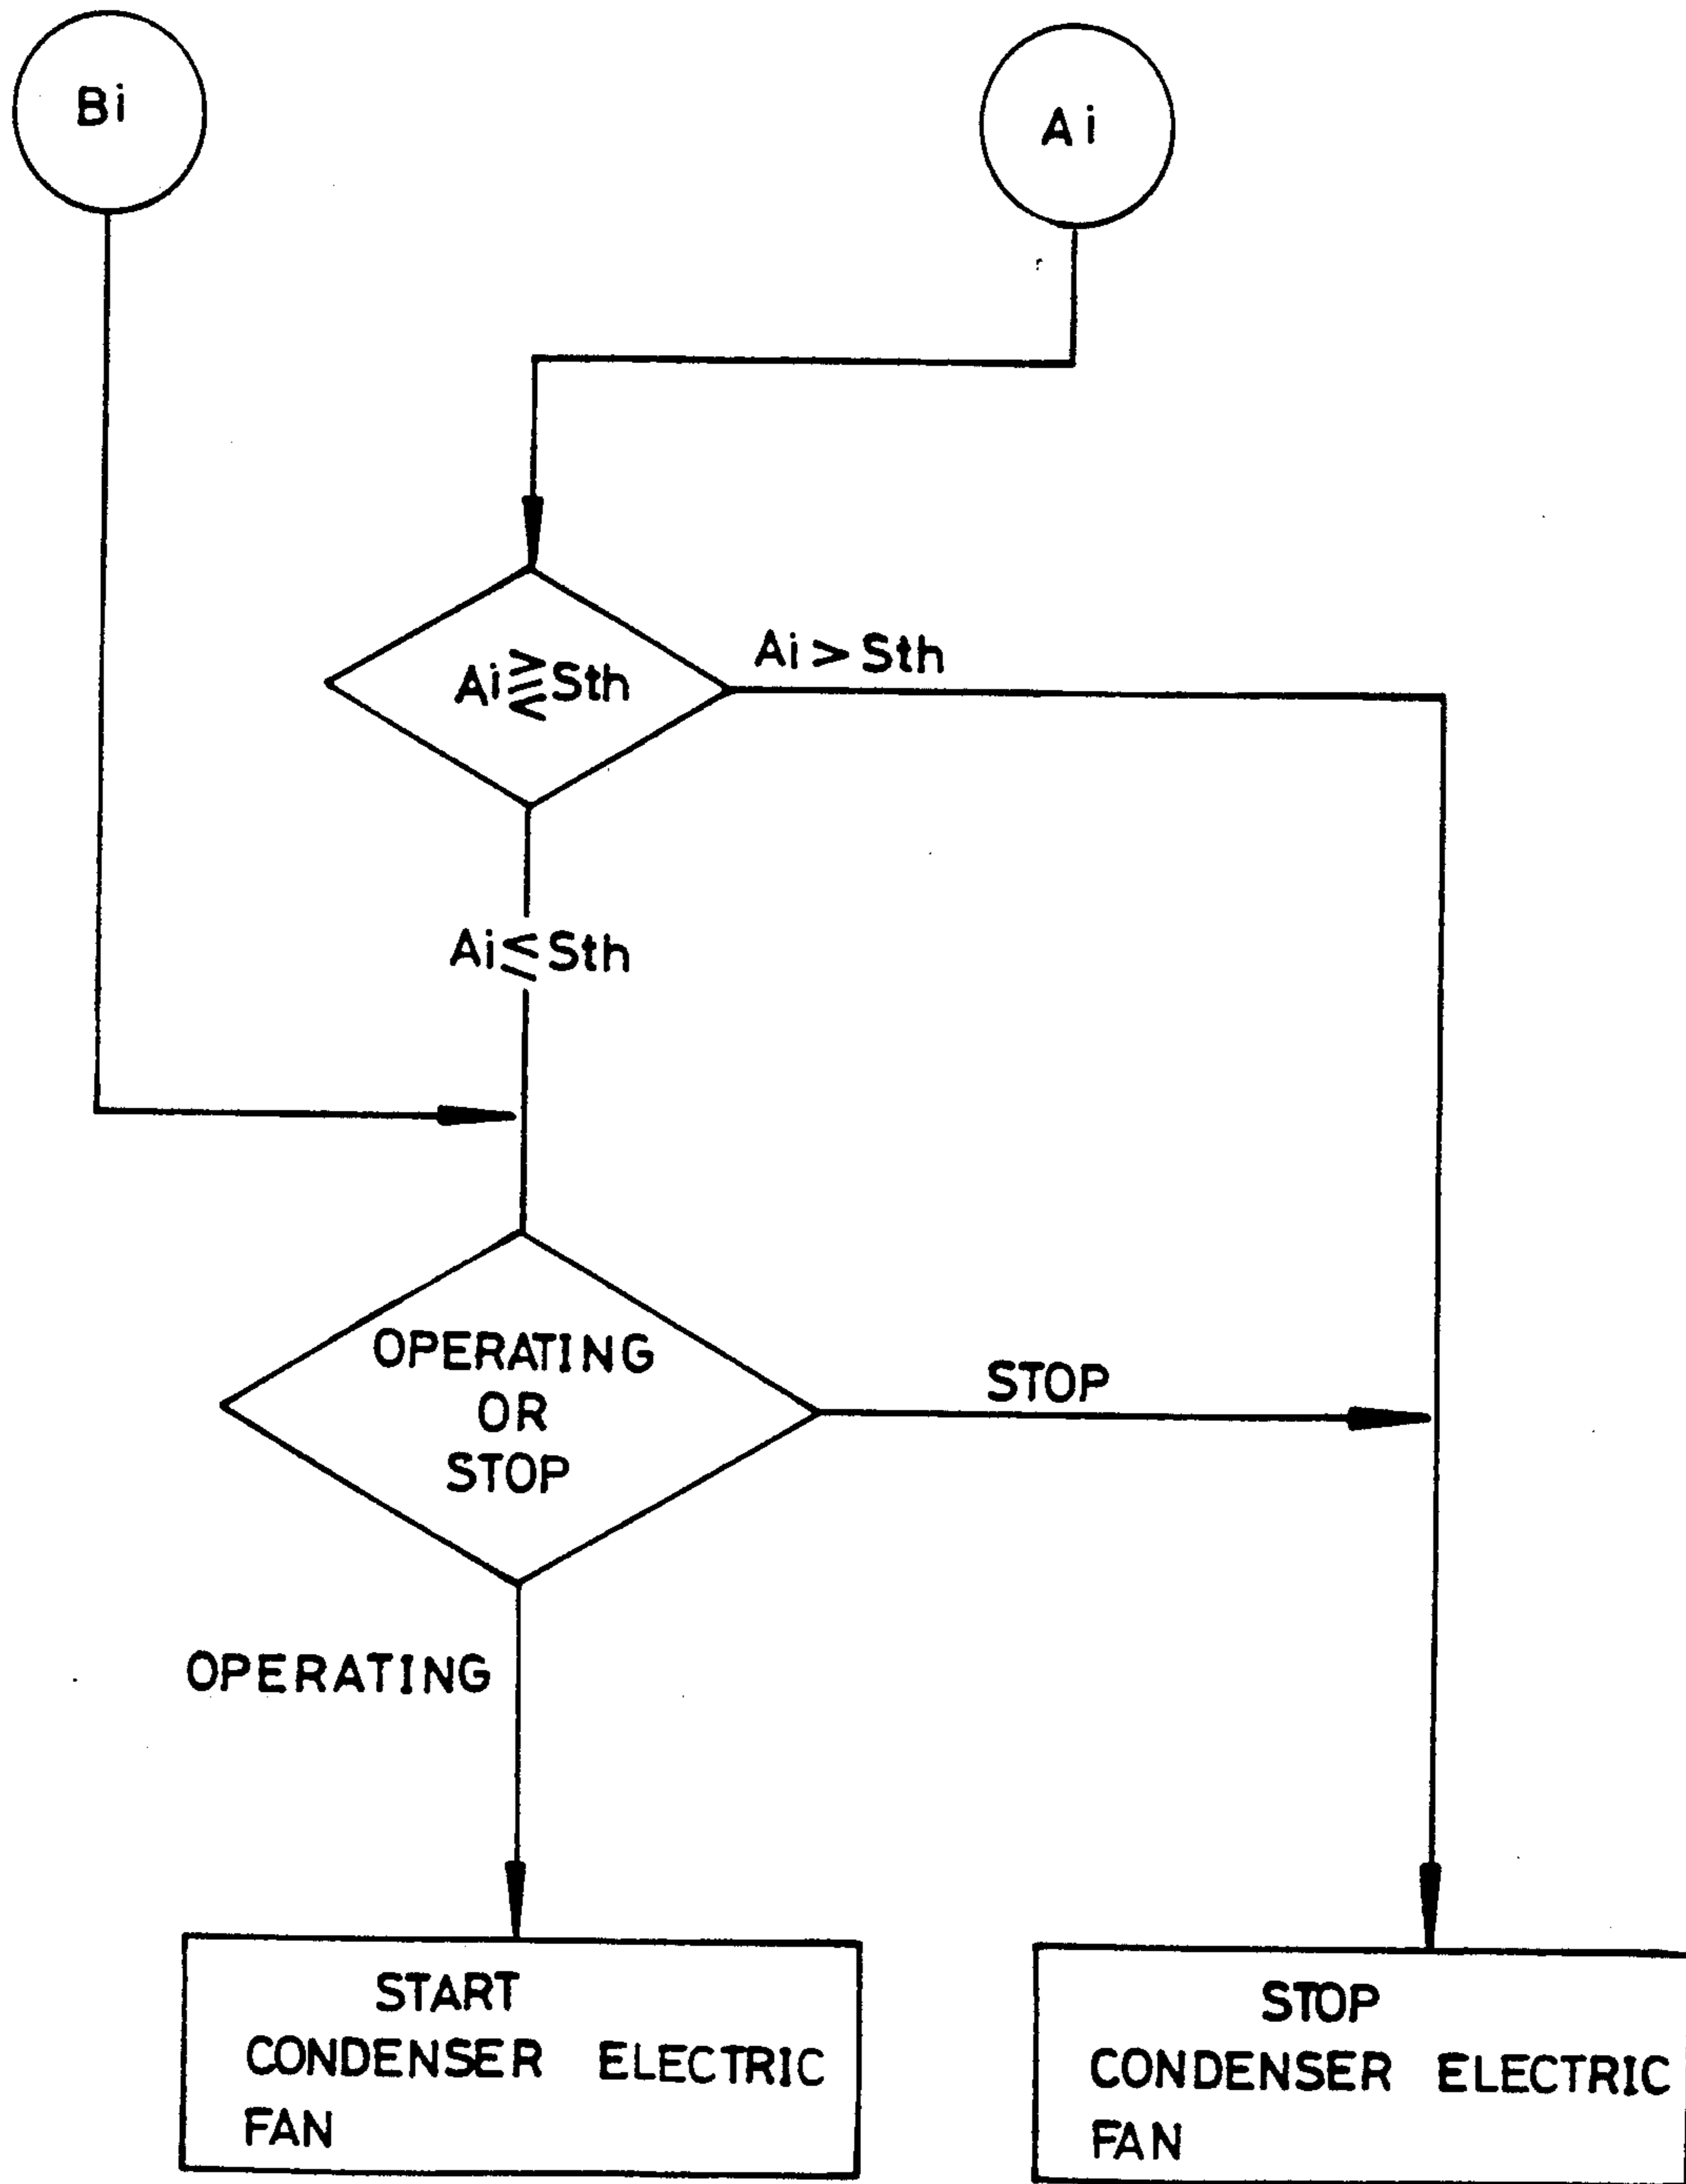 Bi
Ai
Ai⋛Sth
Ai > Sth
Ai≦Sth
OPERATING
OR
STOP
STOP
OPERATING
START
CONDENSER ELECTRIC
FAN
STOP
CONDENSER ELECTRIC
FAN